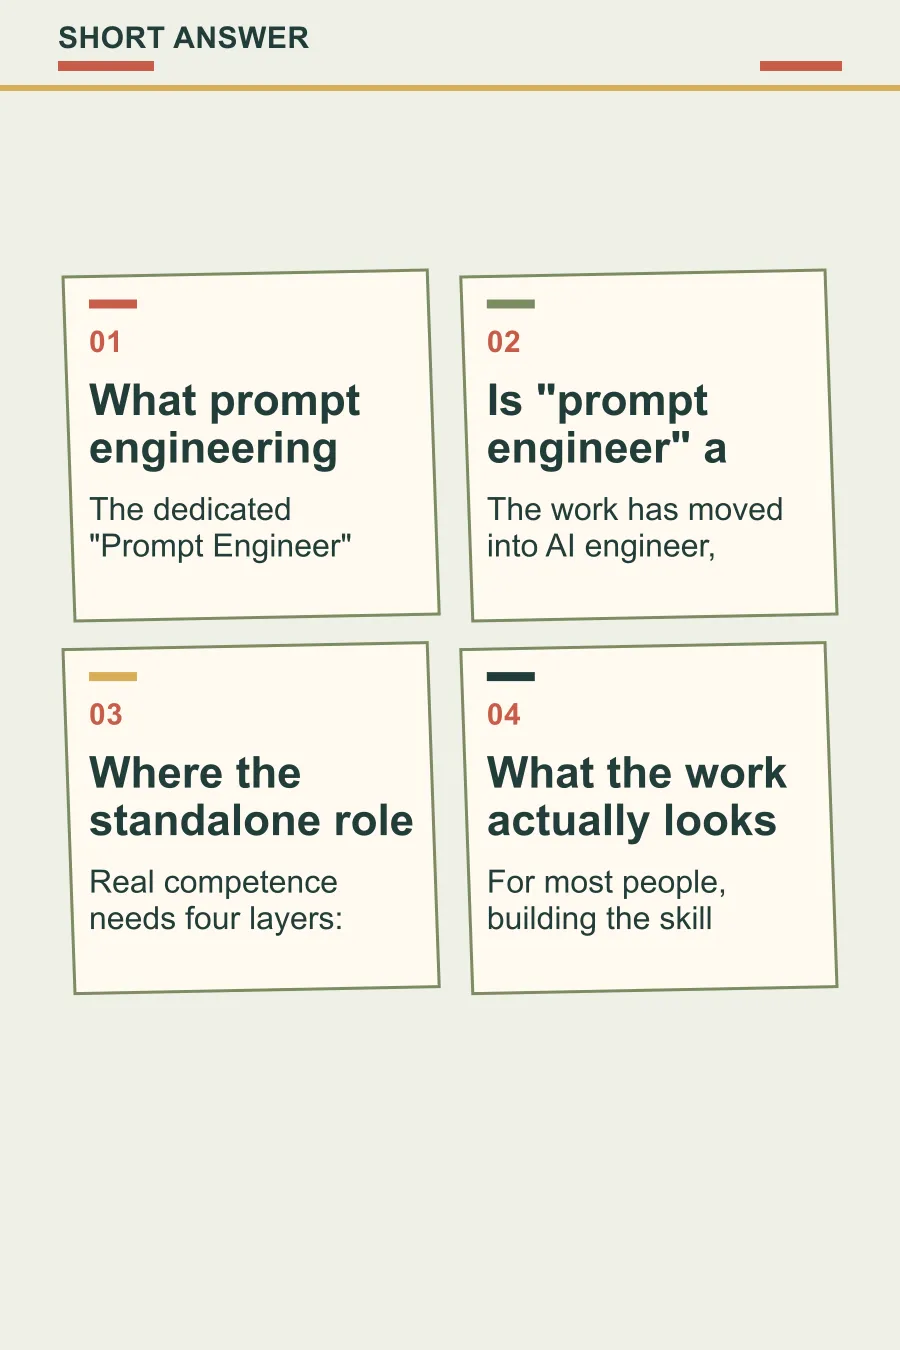 SHORT ANSWER
01
What prompt
engineering
The dedicated
"Prompt Engineer"
02
Is "prompt
engineer" a
The work has moved
into AI engineer,
03
Where the
standalone role
Real competence
needs four layers:
04
What the work
actually looks
For most people,
building the skill